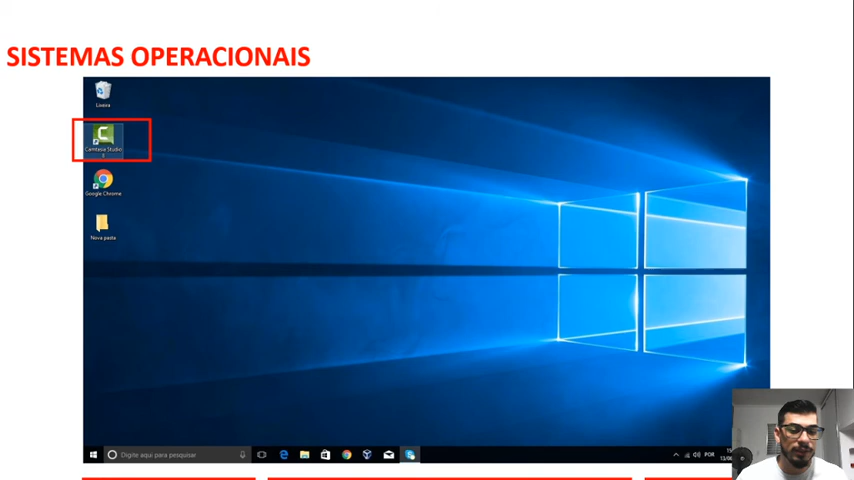 SISTEMAS OPERACIONAIS
Lixeira
Camtasia Studio
Google Chrome
Nova pasta
Digite aqui para pesquisar
POR